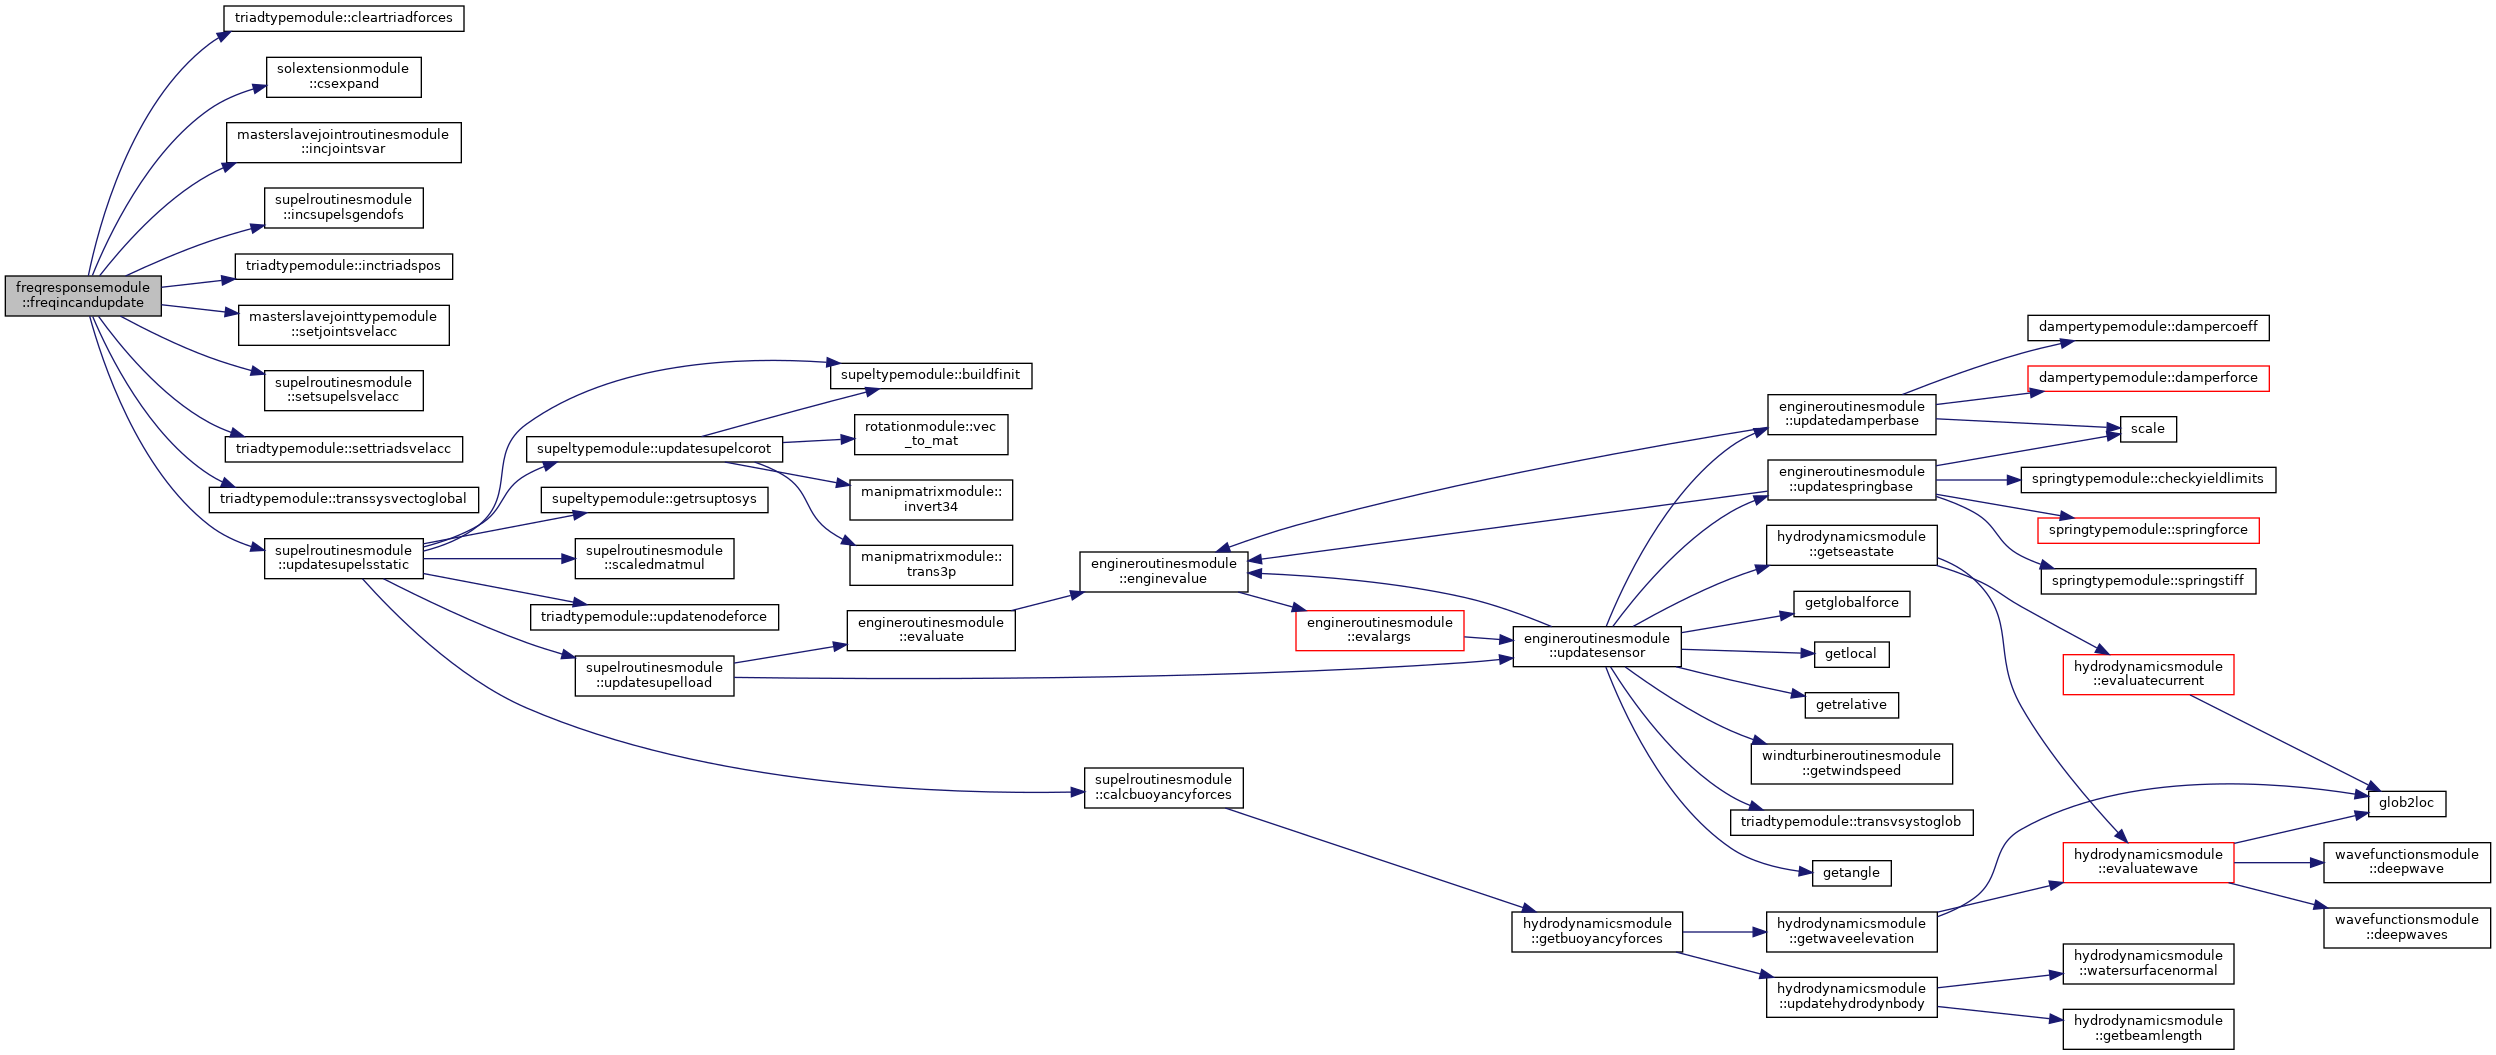 freqresponsemodule
::freqincandupdate
triadtypemodule::cleartriadforces
solextensionmodule
::csexpand
masterslavejointroutinesmodule
::incjointsvar
supelroutinesmodule
::incsupelsgendofs
triadtypemodule::inctriadspos
masterslavejointtypemodule
::setjointsvelacc
supelroutinesmodule
::setsupelsvelacc
triadtypemodule::settriadsvelacc
triadtypemodule::transsysvectoglobal
supelroutinesmodule
::updatesupelsstatic
supeltypemodule::updatesupelcorot
supeltypemodule::getrsuptosys
supelroutinesmodule
::scaledmatmul
triadtypemodule::updatenodeforce
supelroutinesmodule
::updatesupelload
supeltypemodule::buildfinit
rotationmodule::vec
_to_mat
manipmatrixmodule::
invert34
manipmatrixmodule::
trans3p
engineroutinesmodule
::evaluate
engineroutinesmodule
::enginevalue
supelroutinesmodule
::calcbuoyancyforces
engineroutinesmodule
::evalargs
engineroutinesmodule
::updatesensor
hydrodynamicsmodule
::getbuoyancyforces
engineroutinesmodule
::updatedamperbase
engineroutinesmodule
::updatespringbase
hydrodynamicsmodule
::getseastate
getglobalforce
getlocal
getrelative
windturbineroutinesmodule
::getwindspeed
triadtypemodule::transvsystoglob
getangle
hydrodynamicsmodule
::getwaveelevation
hydrodynamicsmodule
::updatehydrodynbody
dampertypemodule::dampercoeff
dampertypemodule::damperforce
scale
springtypemodule::checkyieldlimits
springtypemodule::springforce
springtypemodule::springstiff
hydrodynamicsmodule
::evaluatecurrent
hydrodynamicsmodule
::evaluatewave
hydrodynamicsmodule
::watersurfacenormal
hydrodynamicsmodule
::getbeamlength
glob2loc
wavefunctionsmodule
::deepwave
wavefunctionsmodule
::deepwaves